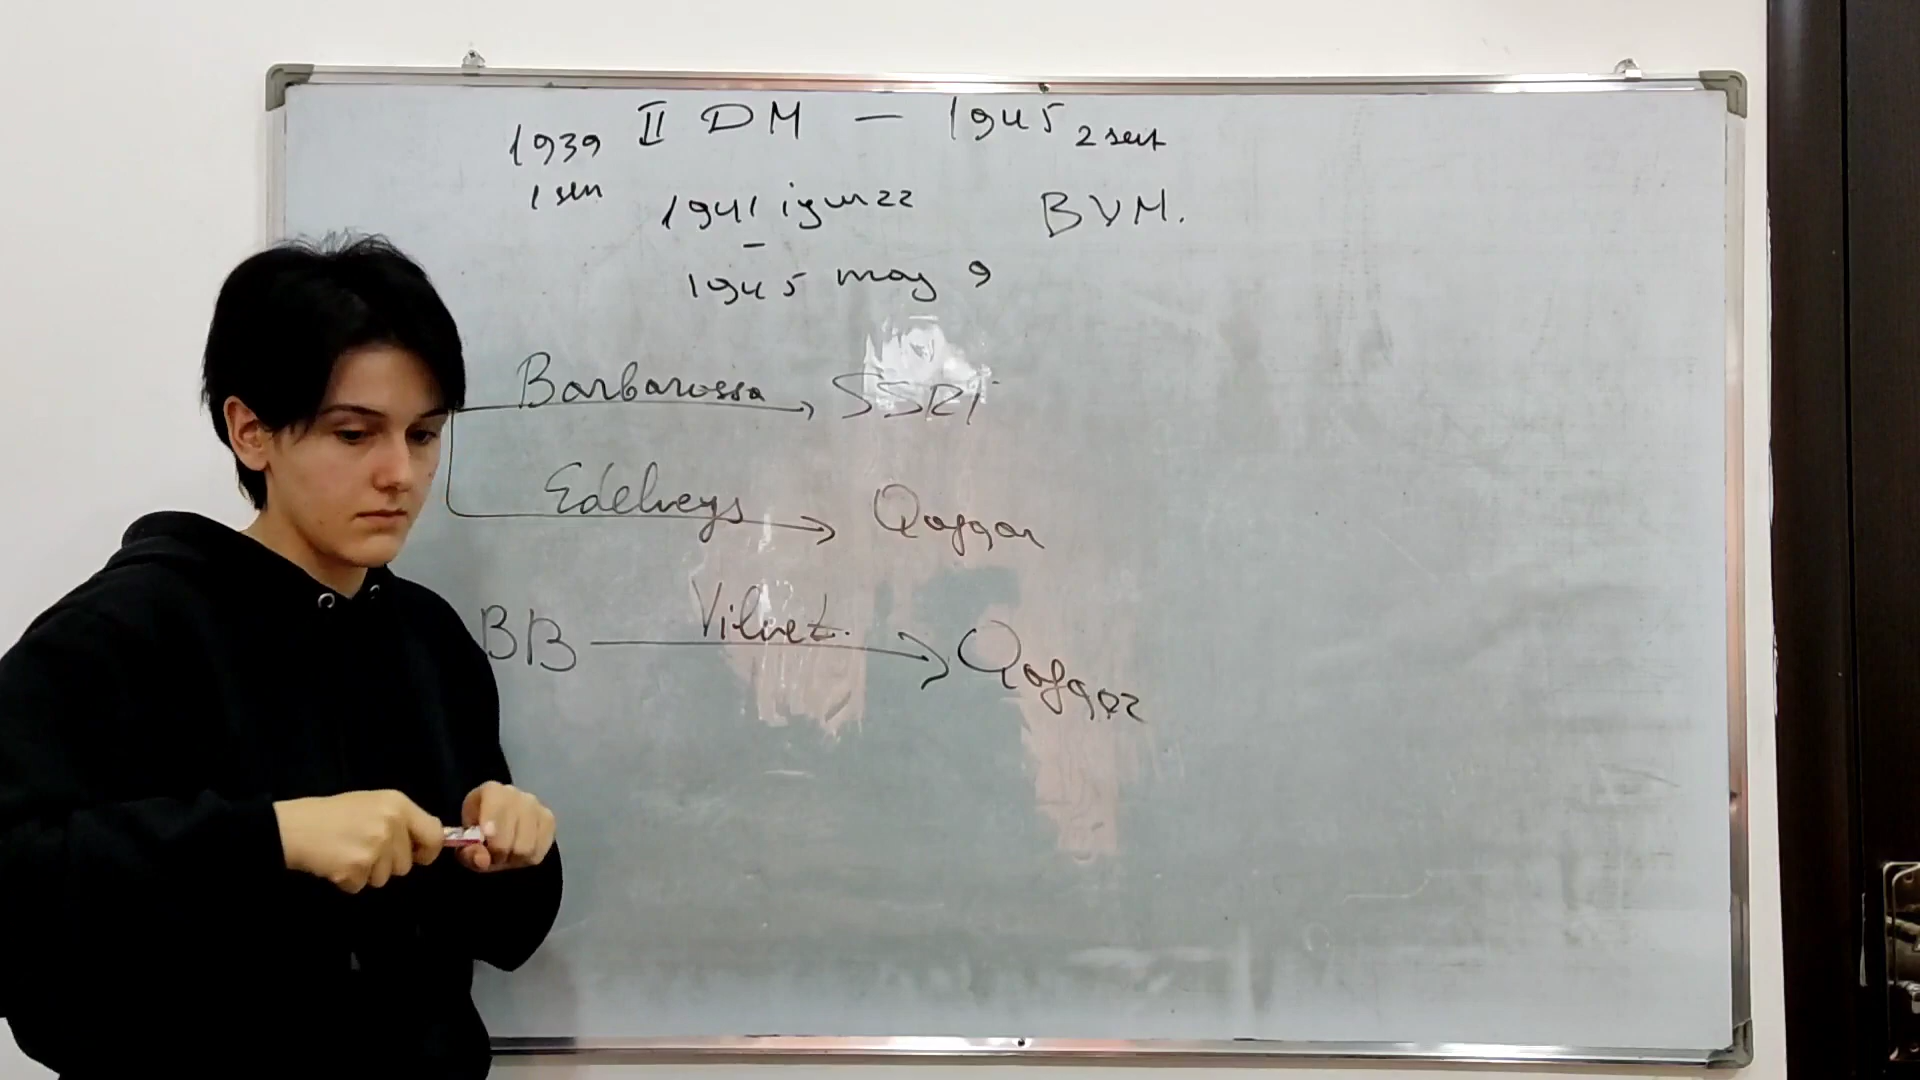 1939 II DM — 1945 2 sent
1 sen
1941 iyun 22 BVM.
–
1945 may 9
Barbarossa SSRİ
Edelveys Qafqaz
BB Vilvet. Qafqaz